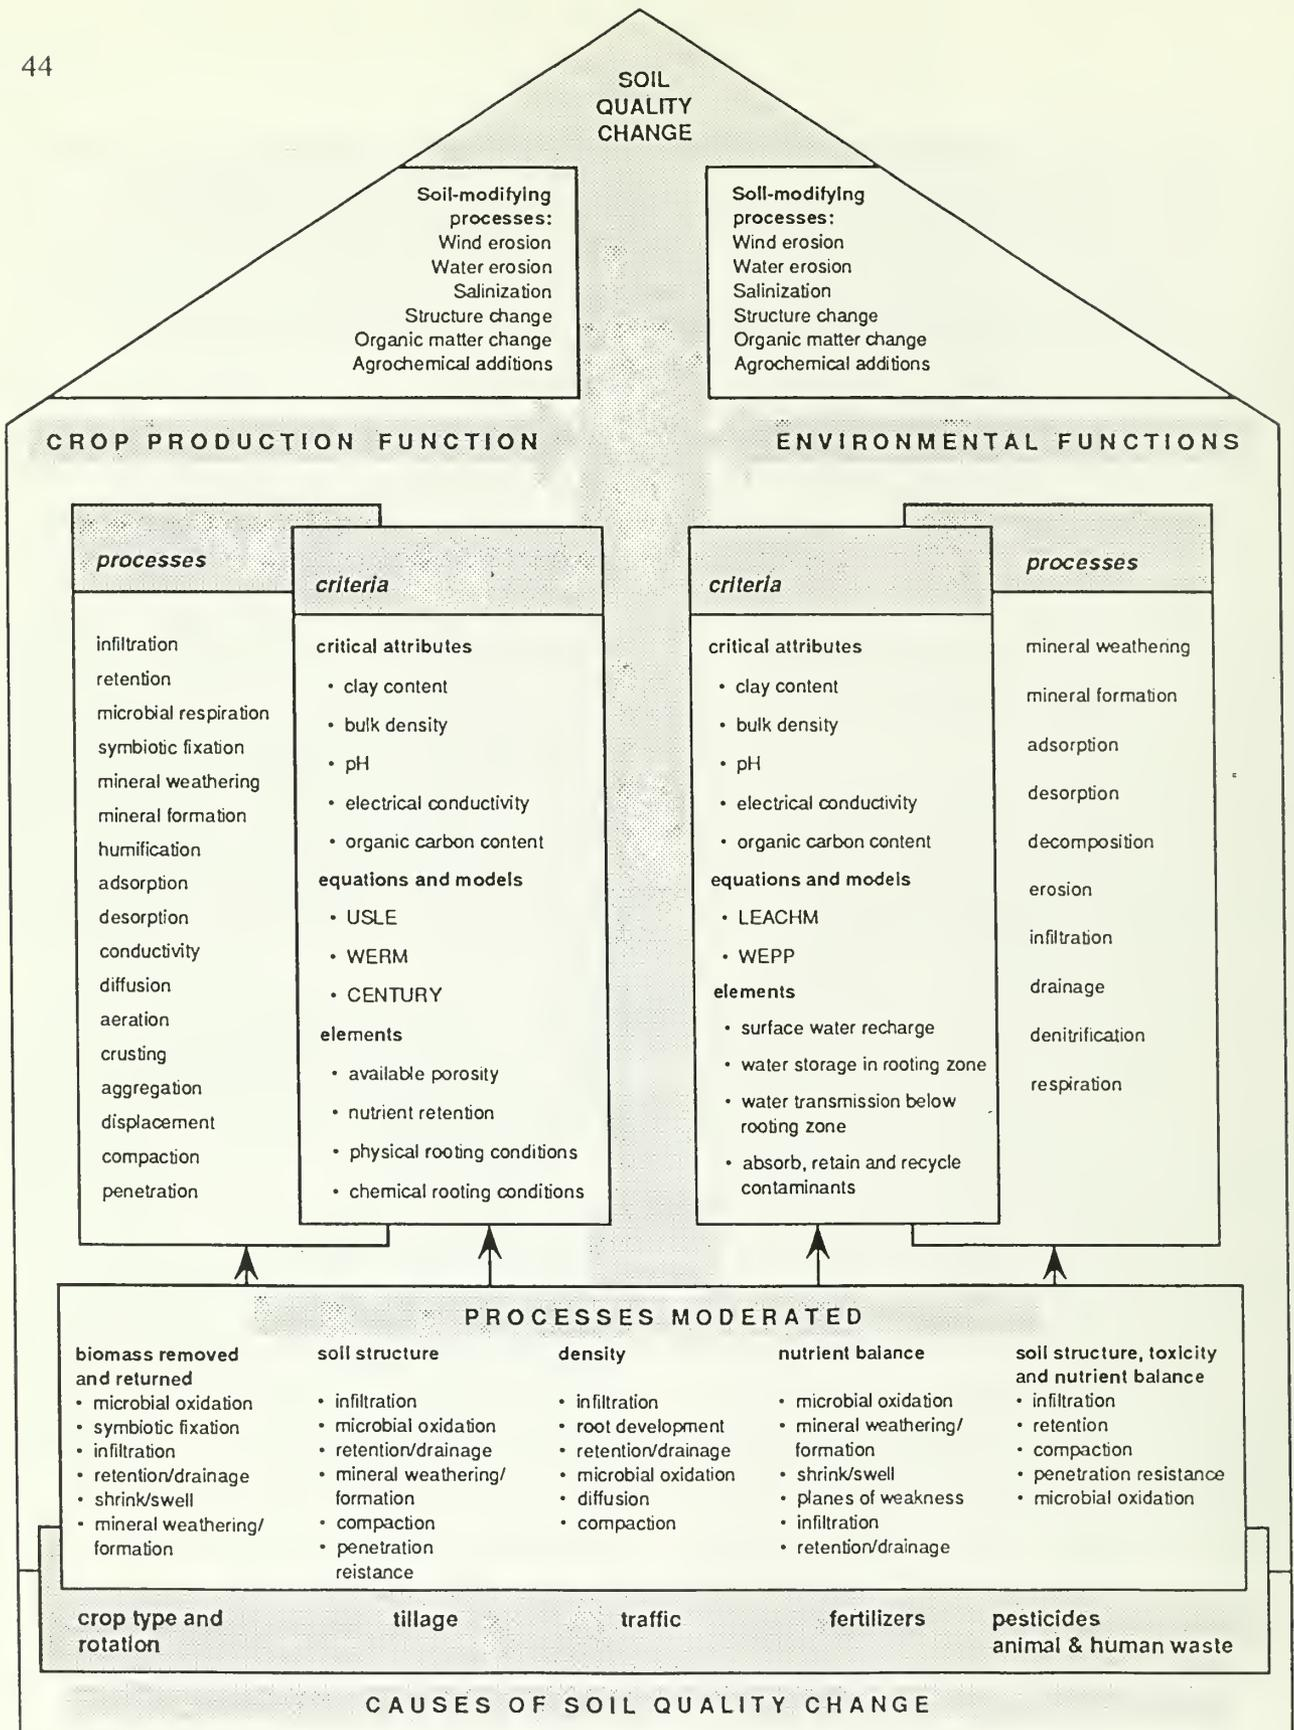 44
SOIL
QUALITY
CHANGE
Soil-modifying
processes:
Wind erosion
Water erosion
Salinization
Structure change
Organic matter change
Agrochemical additions
Soil-modifying
processes:
Wind erosion
Water erosion
Salinization
Structure change
Organic matter change
Agrochemical additions
CROP PRODUCTION FUNCTION
ENVIRONMENTAL FUNCTIONS
processes
infiltration
retention
microbial respiration
symbiotic fixation
mineral weathering
mineral formation
humification
adsorption
desorption
conductivity
diffusion
aeration
crusting
aggregation
displacement
compaction
penetration
criteria
critical attributes
• clay content
• bulk density
• pH
• electrical conductivity
• organic carbon content
equations and models
• USLE
• WERM
• CENTURY
elements
• available porosity
• nutrient retention
• physical rooting conditions
• chemical rooting conditions
criteria
critical attributes
• clay content
• bulk density
• pH
• electrical conductivity
• organic carbon content
equations and models
• LEACHM
• WEPP
elements
• surface water recharge
• water storage in rooting zone
• water transmission below
rooting zone
• absorb, retain and recycle
contaminants
processes
mineral weathering
mineral formation
adsorption
desorption
decomposition
erosion
infiltration
drainage
denitrification
respiration
PROCESSES MODERATED
biomass removed
and returned
• microbial oxidation
• symbiotic fixation
• infiltration
• retention/drainage
• shrink/swell
• mineral weathering/
formation
soil structure
• infiltration
• microbial oxidation
• retention/drainage
• mineral weathering/
formation
• compaction
• penetration
reistance
density
• infiltration
• root development
• retention/drainage
• microbial oxidation
• diffusion
• compaction
nutrient balance
• microbial oxidation
• mineral weathering/
formation
• shrink/swell
• planes of weakness
• infiltration
• retention/drainage
soil structure, toxicity
and nutrient balance
• infiltration
• retention
• compaction
• penetration resistance
• microbial oxidation
crop type and
rotation
tillage
traffic
fertilizers
pesticides
animal & human waste
CAUSES OF SOIL QUALITY CHANGE